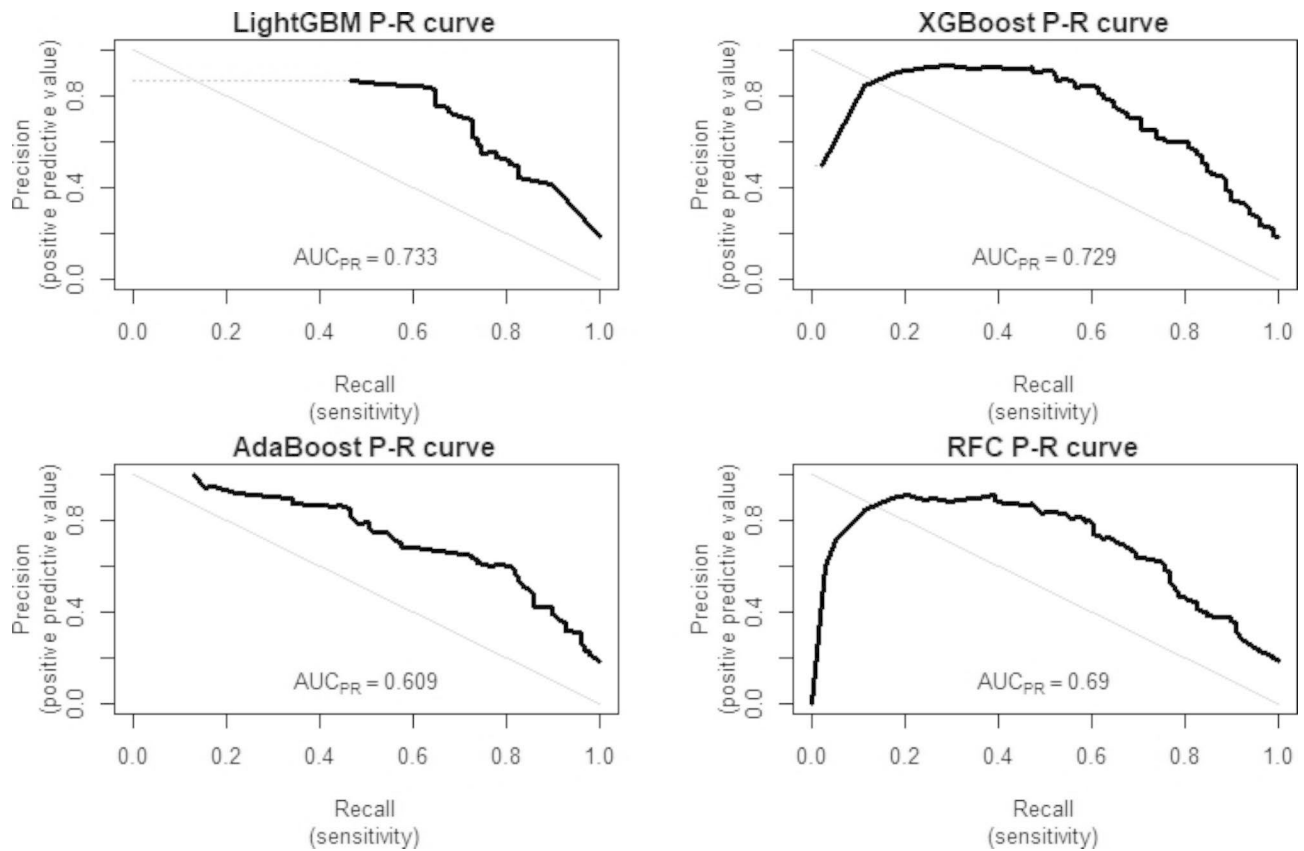 LightGBM P-R curve
Precision
(positive predictive value)
0.0 0.4 0.8
AUCPR = 0.733
0.0 0.2 0.4 0.6 0.8 1.0
Recall
(sensitivity)
XGBoost P-R curve
Precision
(positive predictive value)
0.0 0.4 0.8
AUCPR = 0.729
0.0 0.2 0.4 0.6 0.8 1.0
Recall
(sensitivity)
AdaBoost P-R curve
Precision
(positive predictive value)
0.0 0.4 0.8
AUCPR = 0.609
0.0 0.2 0.4 0.6 0.8 1.0
Recall
(sensitivity)
RFC P-R curve
Precision
(positive predictive value)
0.0 0.4 0.8
AUCPR = 0.69
0.0 0.2 0.4 0.6 0.8 1.0
Recall
(sensitivity)